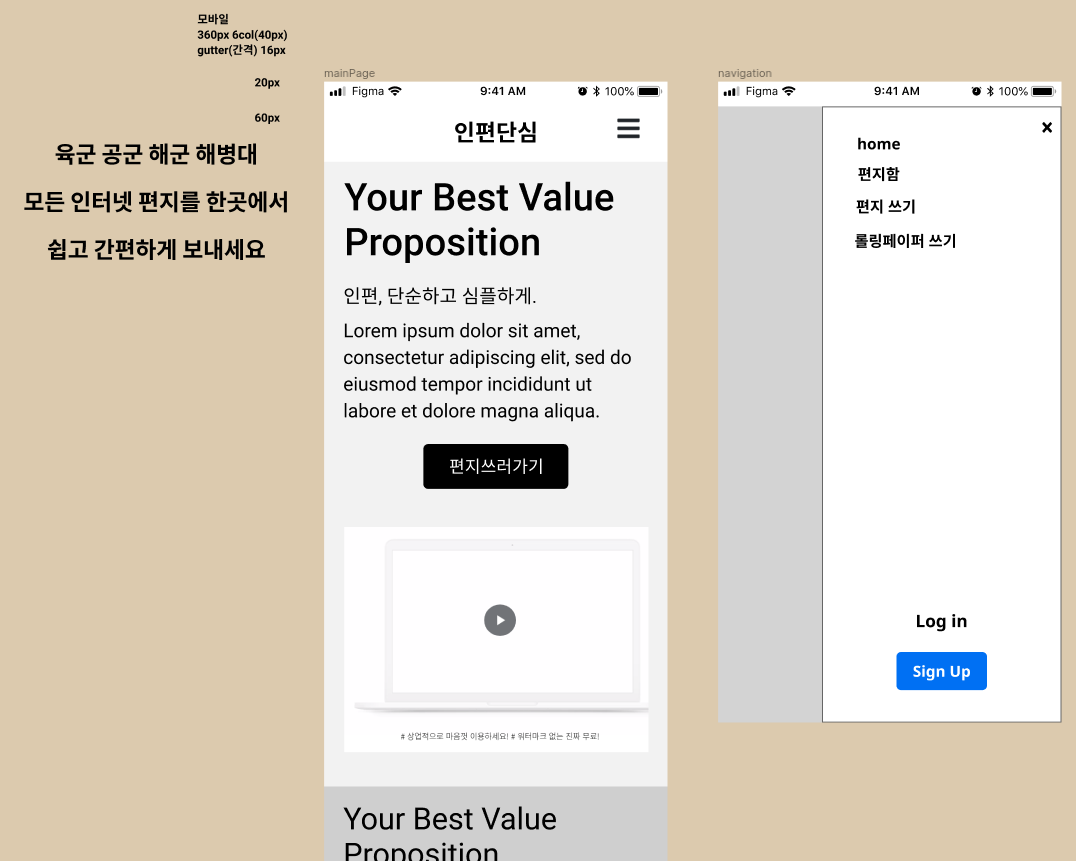 모바일
360px 6col(40px)
gutter(간격) 16px
20px
60px
육군 공군 해군 해병대
모든 인터넷 편지를 한곳에서
쉽고 간편하게 보내세요
mainPage
Figma 9:41 AM 100%
인편단심
Your Best Value
Proposition
인편, 단순하고 심플하게.
Lorem ipsum dolor sit amet,
consectetur adipiscing elit, sed do
eiusmod tempor incididunt ut
labore et dolore magna aliqua.
편지쓰러가기
# 상업적으로 마음껏 이용하세요! # 워터마크 없는 진짜 무료!
Your Best Value
Proposition
navigation
Figma 9:41 AM 100%
home
편지함
편지 쓰기
롤링페이퍼 쓰기
Log in
Sign Up